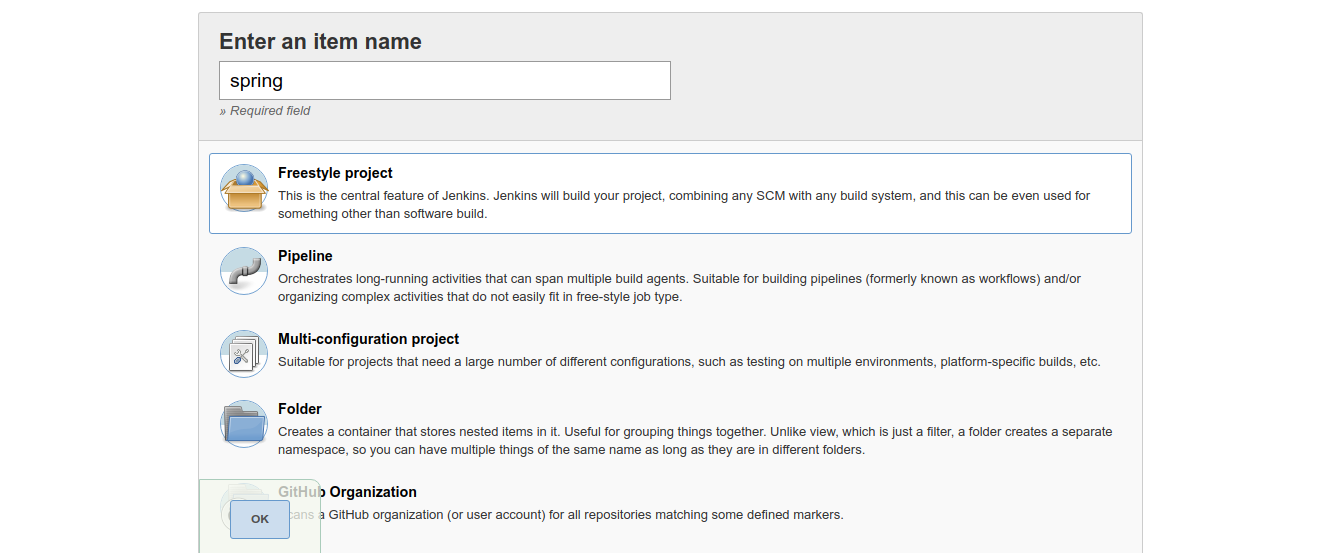 Enter an item name
spring
» Required field
Freestyle project
This is the central feature of Jenkins. Jenkins will build your project, combining any SCM with any build system, and this can be even used for
something other than software build.
Pipeline
Orchestrates long-running activities that can span multiple build agents. Suitable for building pipelines (formerly known as workflows) and/or
organizing complex activities that do not easily fit in free-style job type.
Multi-configuration project
Suitable for projects that need a large number of different configurations, such as testing on multiple environments, platform-specific builds, etc.
Folder
Creates a container that stores nested items in it. Useful for grouping things together. Unlike view, which is just a filter, a folder creates a separate
namespace, so you can have multiple things of the same name as long as they are in different folders.
GitHub Organization
Scans a GitHub organization (or user account) for all repositories matching some defined markers.
OK